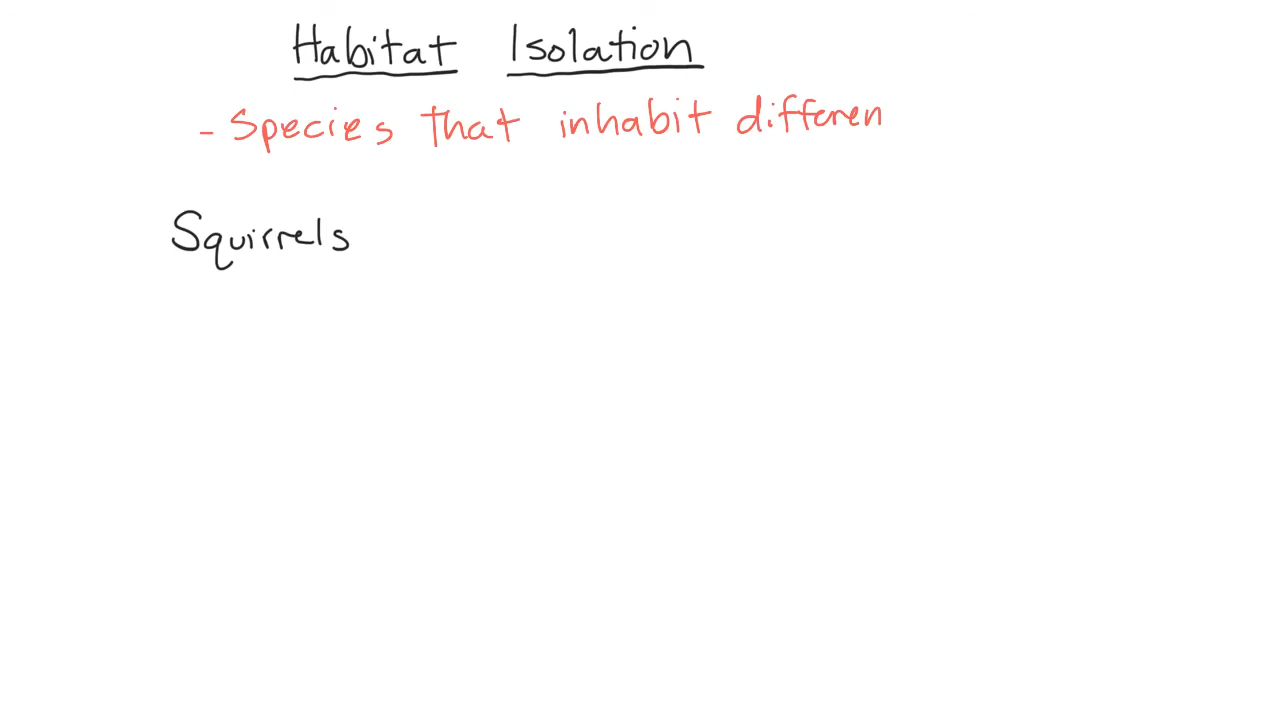 Habitat Isolation
- Species that inhabit differen
Squirrels